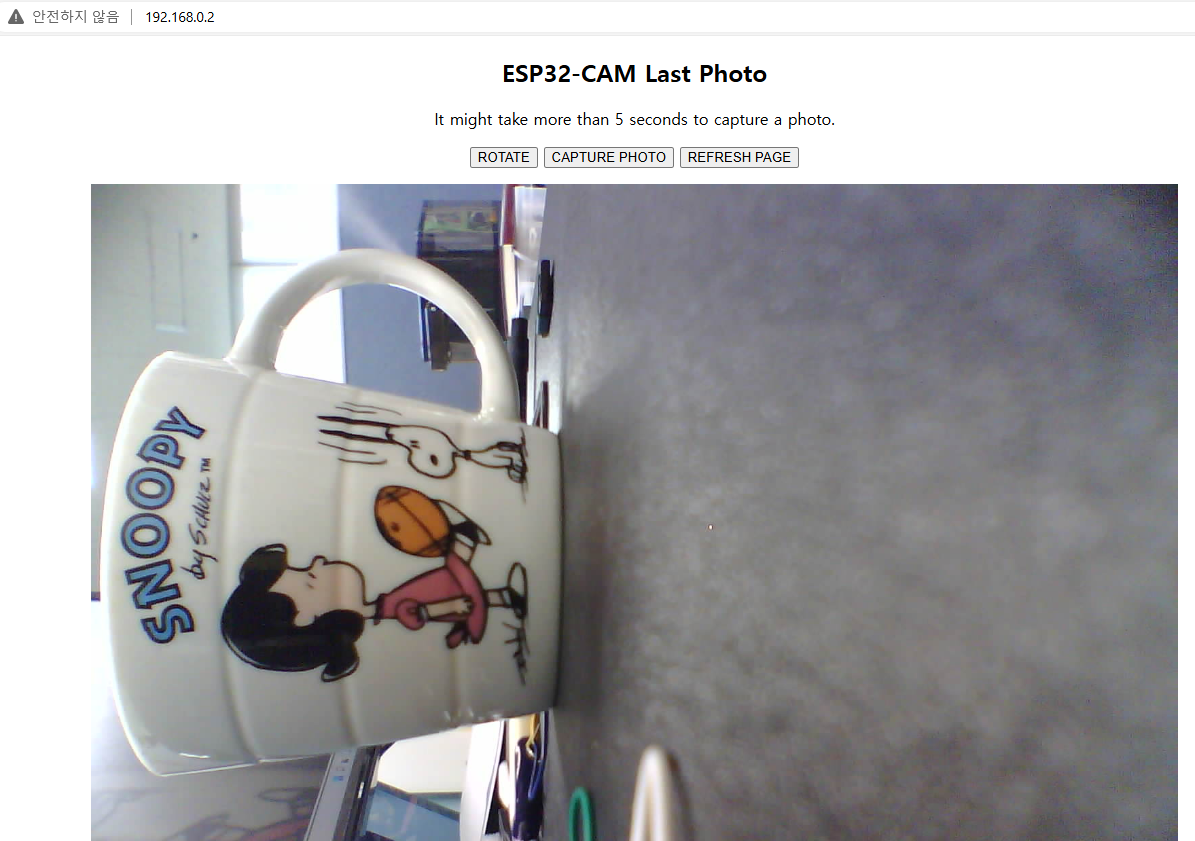 안전하지 않음 192.168.0.2
ESP32-CAM Last Photo
It might take more than 5 seconds to capture a photo.
ROTATE CAPTURE PHOTO REFRESH PAGE
SNOOPY
by SCHULZ™